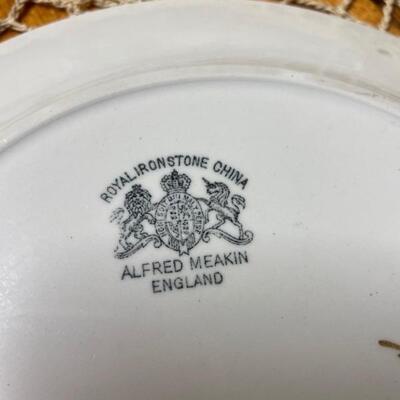 ROYAL IRONSTONE CHINA
ALFRED MEAKIN
ENGLAND